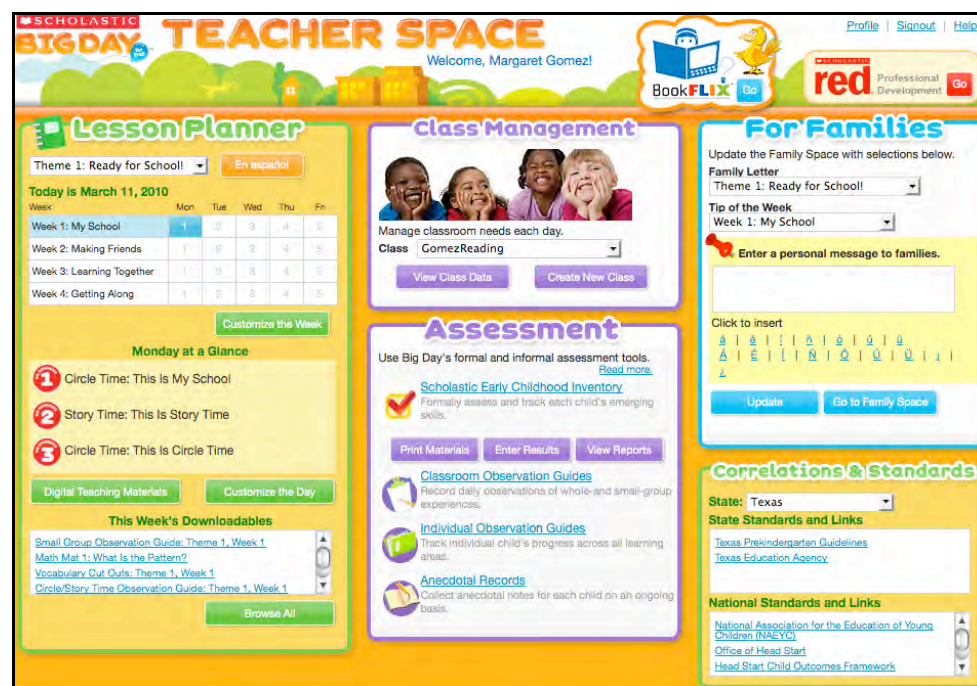 SCHOLASTIC
BIG DAY
TEACHER SPACE
Welcome, Margaret Gomez!
BookFLIX Go
Profile | Signout | Help
SCHOLASTIC
red. Professional Development Go
Lesson Planner
Theme 1: Ready for School!
En español
Today is March 11, 2010
Week Mon Tue Wed Thu Fri
Week 1: My School 1 2 3 4 5
Week 2: Making Friends 1 2 3 4 5
Week 3: Learning Together 1 2 3 4 5
Week 4: Getting Along 1 2 3 4 5
Customize the Week
Monday at a Glance
1 Circle Time: This Is My School
2 Story Time: This Is Story Time
3 Circle Time: This Is Circle Time
Digital Teaching Materials
Customize the Day
This Week's Downloadables
Small Group Observation Guide: Theme 1, Week 1
Math Mat 1: What Is the Pattern?
Vocabulary Cut Outs: Theme 1, Week 1
Circle/Story Time Observation Guide: Theme 1, Week 1
Browse All
Class Management
Manage classroom needs each day.
Class GomezReading
View Class Data
Create New Class
Assessment
Use Big Day's formal and informal assessment tools.
Read more.
Scholastic Early Childhood Inventory
Formally assess and track each child's emerging
skills.
Print Materials
Enter Results
View Reports
Classroom Observation Guides
Record daily observations of whole-and small-group
experiences.
Individual Observation Guides
Track individual child's progress across all learning
areas.
Anecdotal Records
Collect anecdotal notes for each child on an ongoing
basis.
For Families
Update the Family Space with selections below.
Family Letter
Theme 1: Ready for School!
Tip of the Week
Week 1: My School
Enter a personal message to families.
Click to insert
á | é | í | ñ | ó | ú | ü
Á | É | Í | Ñ | Ó | Ú | Ü | ¡ |
¿
Update
Go to Family Space
Correlations & Standards
State: Texas
State Standards and Links
Texas Prekindergarten Guidelines
Texas Education Agency
National Standards and Links
National Association for the Education of Young
Children (NAEYC)
Office of Head Start
Head Start Child Outcomes Framework